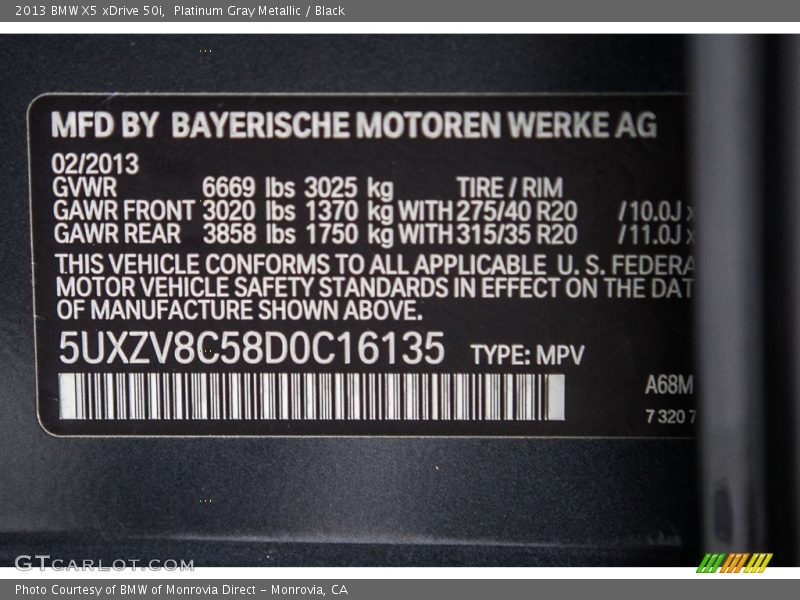 2013 BMW X5 xDrive 50i, Platinum Gray Metallic / Black
MFD BY BAYERISCHE MOTOREN WERKE AG
02/2013
GVWR 6669 lbs 3025 kg TIRE / RIM
GAWR FRONT 3020 lbs 1370 kg WITH 275/40 R20 /10.0J x
GAWR REAR 3858 lbs 1750 kg WITH 315/35 R20 /11.0J x
THIS VEHICLE CONFORMS TO ALL APPLICABLE U. S. FEDERA
MOTOR VEHICLE SAFETY STANDARDS IN EFFECT ON THE DAT
OF MANUFACTURE SHOWN ABOVE.
5UXZV8C58D0C16135 TYPE: MPV
A68M
7 320 7
GTCARLOT.COM
Photo Courtesy of BMW of Monrovia Direct - Monrovia, CA